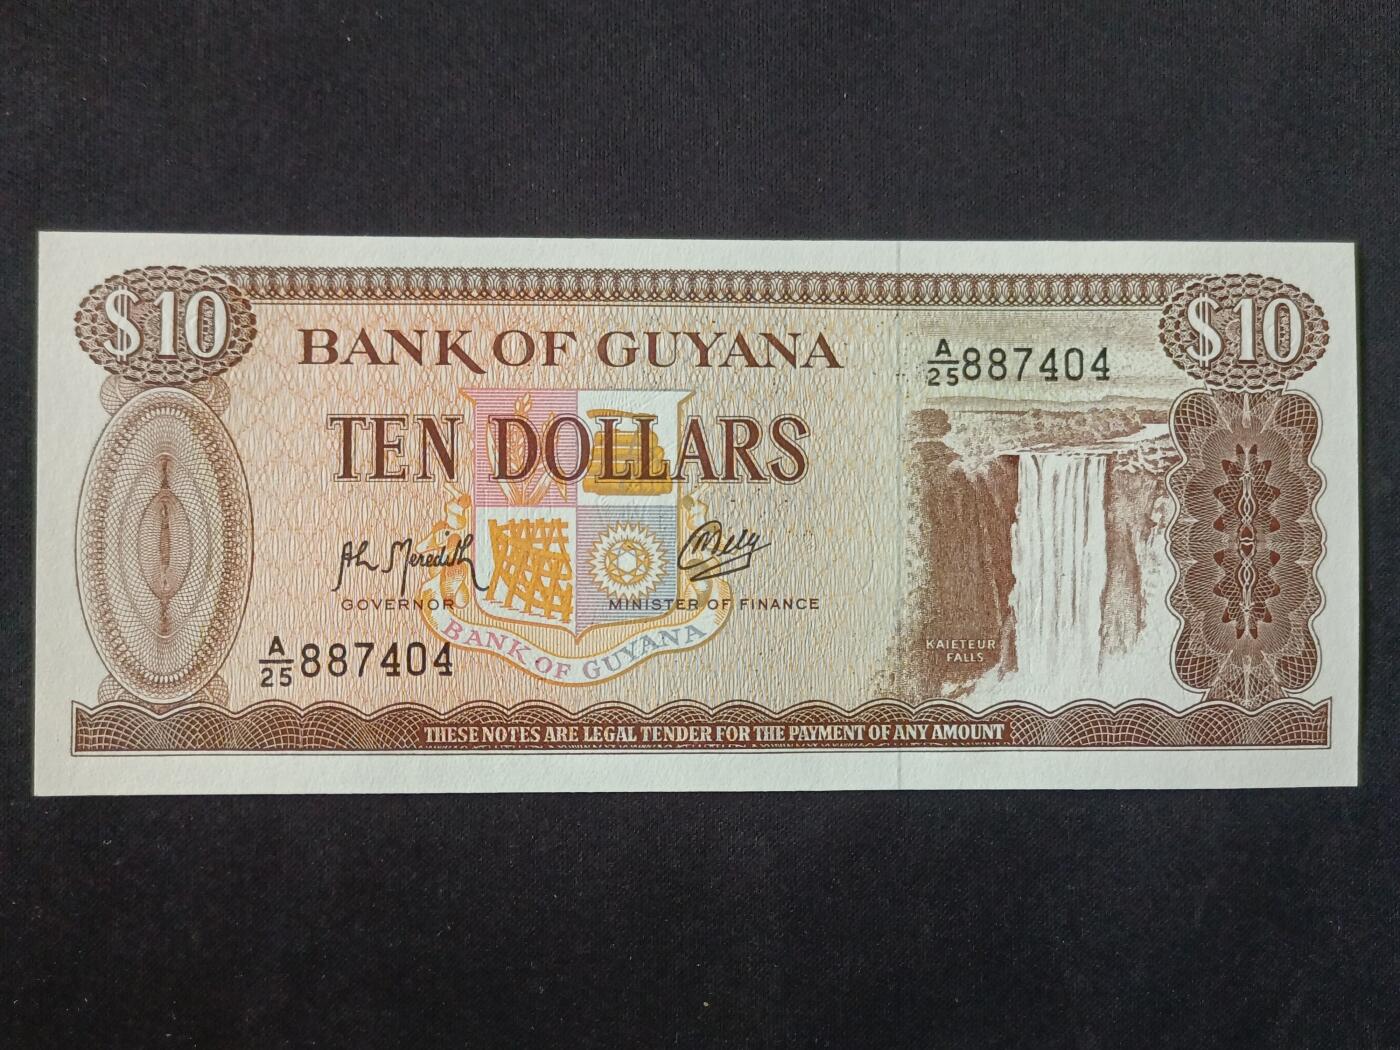 $10
$10
BANK OF GUYANA
A/25 887404
TEN DOLLARS
A h Meredith
GOVERNOR
MINISTER OF FINANCE
KAIETEUR
FALLS
BANK OF GUYANA
A/25 887404
THESE NOTES ARE LEGAL TENDER FOR THE PAYMENT OF ANY AMOUNT